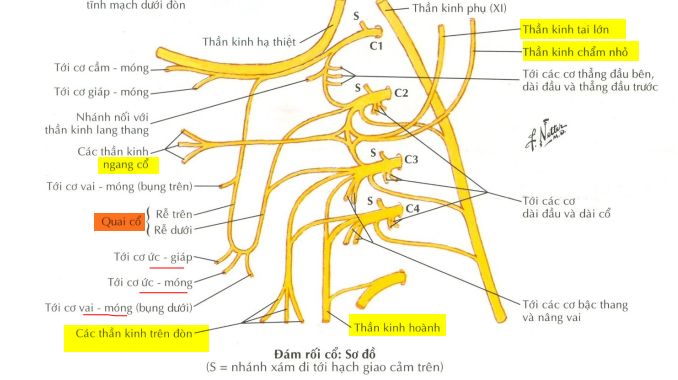 tĩnh mạch dưới đòn
Thần kinh phụ (XI)
S
Thần kinh hạ thiệt
C1
Thần kinh tai lớn
Thần kinh chẩm nhỏ
Tới cơ cằm - móng
Tới cơ giáp - móng
Tới các cơ thẳng đầu bên,
dài đầu và thẳng đầu trước
S
C2
Nhánh nối với
thần kinh lang thang
F. Netter
M.D.
Các thần kinh
ngang cổ
S
C3
Tới cơ vai - móng (bụng trên)
Tới các cơ
dài đầu và dài cổ
Quai cổ
Rễ trên
Rễ dưới
S
C4
Tới cơ ức - giáp
Tới cơ ức - móng
Tới cơ vai - móng (bụng dưới)
Tới các cơ bậc thang
và nâng vai
Các thần kinh trên đòn
Thần kinh hoành
Đám rối cổ: Sơ đồ
(S = nhánh xám đi tới hạch giao cảm trên)